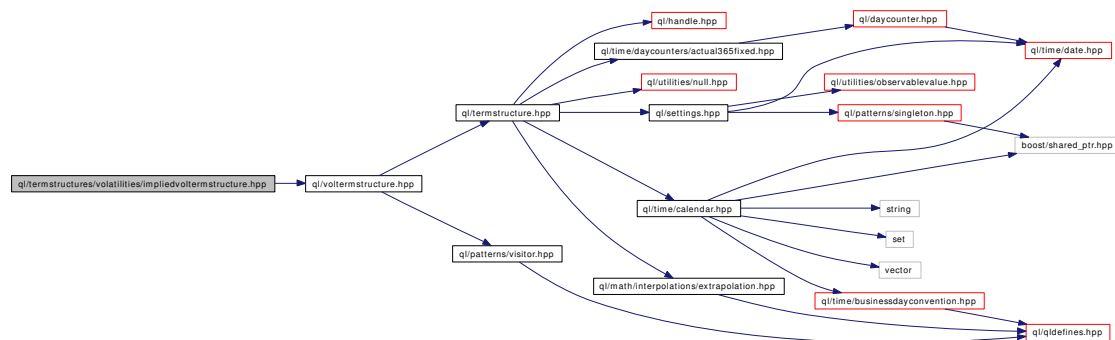 ql/handle.hpp
ql/daycounter.hpp
ql/time/daycounters/actual365fixed.hpp
ql/time/date.hpp
ql/utilities/null.hpp
ql/utilities/observablevalue.hpp
ql/termstructure.hpp
ql/settings.hpp
ql/patterns/singleton.hpp
boost/shared_ptr.hpp
ql/termstructures/volatilities/impliedvoltermstructure.hpp
ql/voltermstructure.hpp
ql/time/calendar.hpp
string
set
ql/patterns/visitor.hpp
vector
ql/math/interpolations/extrapolation.hpp
ql/time/businessdayconvention.hpp
ql/qldefines.hpp